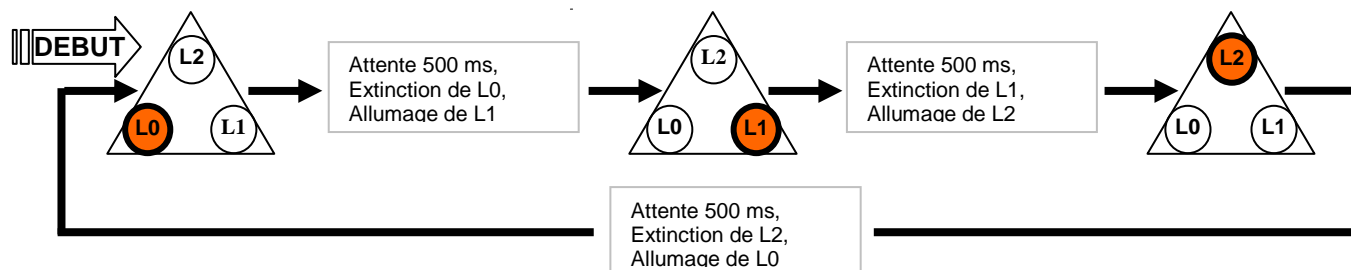 DEBUT
L2
L0
L1
Attente 500 ms,
Extinction de L0,
Allumage de L1
L2
L0
L1
Attente 500 ms,
Extinction de L1,
Allumage de L2
L2
L0
L1
Attente 500 ms,
Extinction de L2,
Allumage de L0